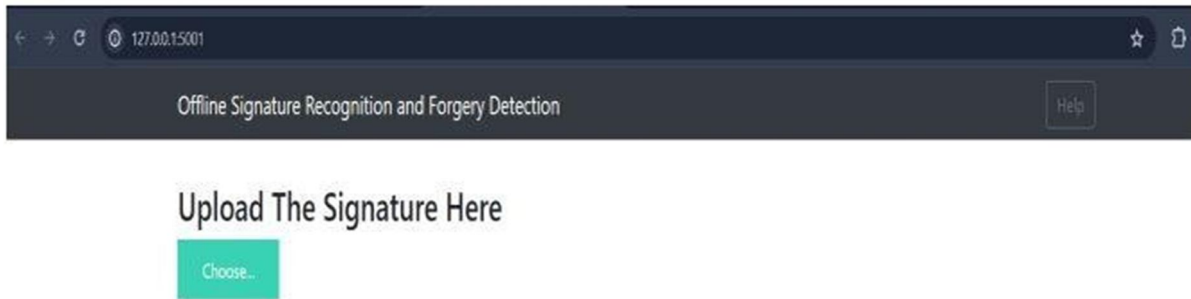 127.0.0.1:5001
Offline Signature Recognition and Forgery Detection
Help
Upload The Signature Here
Choose...